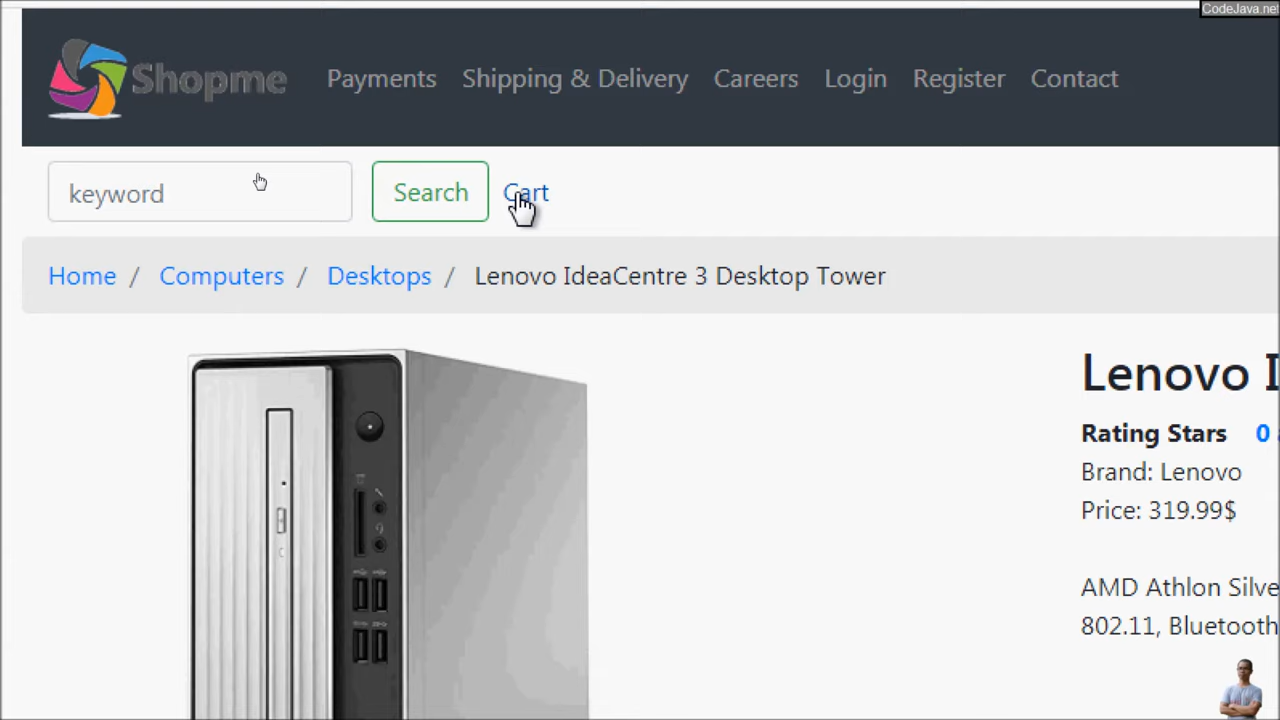 CodeJava.net
Shopme Payments Shipping & Delivery Careers Login Register Contact
keyword Search Cart
Home / Computers / Desktops / Lenovo IdeaCentre 3 Desktop Tower
Lenovo
Rating Stars 0
Brand: Lenovo
Price: 319.99$
AMD Athlon Silve
802.11, Bluetooth